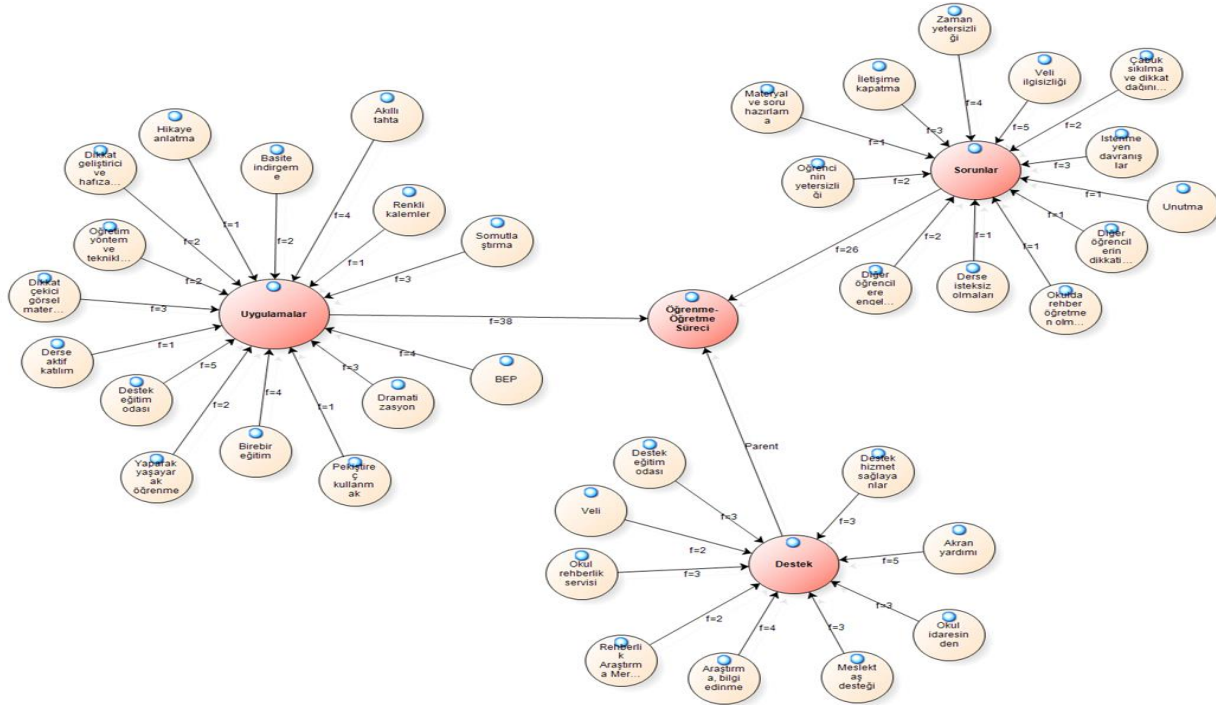 Zaman
yetersizli
ği
f=4
İletişime
kapatma
f=3
Veli
ilgisizliği
f=5
Çabuk
sıkılma
ve dikkat
dağını...
f=2
Materyal
ve soru
hazırlam
a
f=1
İstenme
yen
davranış
lar
f=3
Öğrenci
nin
yetersizl
iği
f=2
Sorunlar
Unutma
f=1
Diğer
öğrencil
erin
dikkati...
f=1
Diğer
öğrencil
ere
engel...
f=2
Derse
isteksiz
olmaları
f=1
Okulda
rehber
öğretme
n olm...
f=1
f=26
Akıllı
tahta
f=4
Hikaye
anlatma
f=1
Basite
indirgem
e
f=2
Dikkat
geliştirici
ve
hafıza...
f=2
Renkli
kalemler
f=1
Öğretim
yöntem
ve
teknikl...
f=2
Somutla
ştırma
f=3
Dikkat
çekici
görsel
mater...
f=3
Uygulamalar
f=38
Öğrenme-
Öğretme
Süreci
Derse
aktif
katılım
f=1
Destek
eğitim
odası
f=5
BEP
f=4
Dramati
zasyon
f=3
Yaparak
yaşayar
ak
öğrenme
f=2
Birebir
eğitim
f=4
Pekiştire
ç
kullanm
ak
f=1
Parent
Destek
eğitim
odası
f=3
Destek
hizmet
sağlaya
nlar
f=3
Veli
f=2
Akran
yardımı
f=5
Okul
rehberlik
servisi
f=3
Destek
Okul
idaresin
den
f=3
Rehberli
k
Araştırm
a Mer...
f=2
Araştırm
a, bilgi
edinme
f=4
Meslekt
aş
desteği
f=3